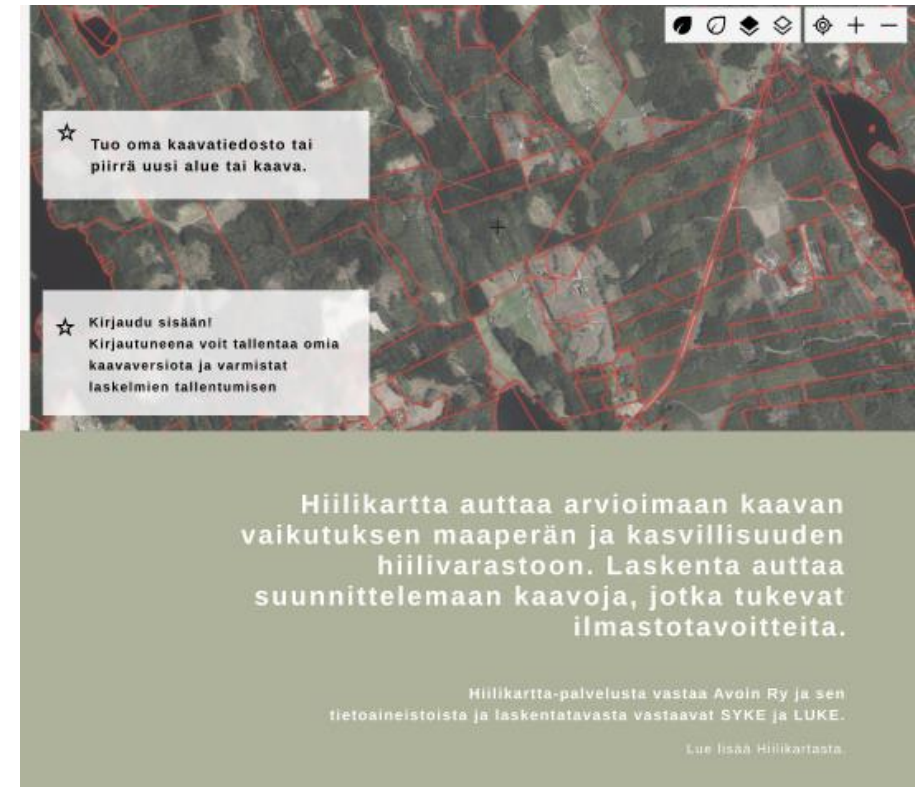 Tuo oma kaavatiedosto tai
piirrä uusi alue tai kaava.
Kirjaudu sisään!
Kirjautuneena voit tallentaa omia
kaavaversiota ja varmistat
laskelmien tallentumisen
Hiilikartta auttaa arvioimaan kaavan
vaikutuksen maaperän ja kasvillisuuden
hiilivarastoon. Laskenta auttaa
suunnittelemaan kaavoja, jotka tukevat
ilmastotavoitteita.
Hiilikartta-palvelusta vastaa Avoin Ry ja sen
tietoaineistoista ja laskentatavasta vastaavat SYKE ja LUKE.
Lue lisää Hiilikartasta.